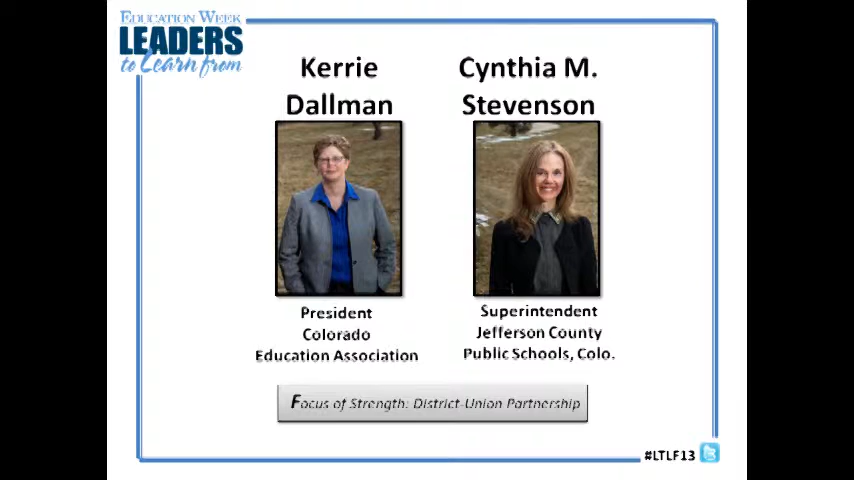 EDUCATION WEEK
LEADERS
to Learn from
Kerrie
Dallman
Cynthia M.
Stevenson
President
Colorado
Education Association
Superintendent
Jefferson County
Public Schools, Colo.
Focus of Strength: District-Union Partnership
#LTLF13